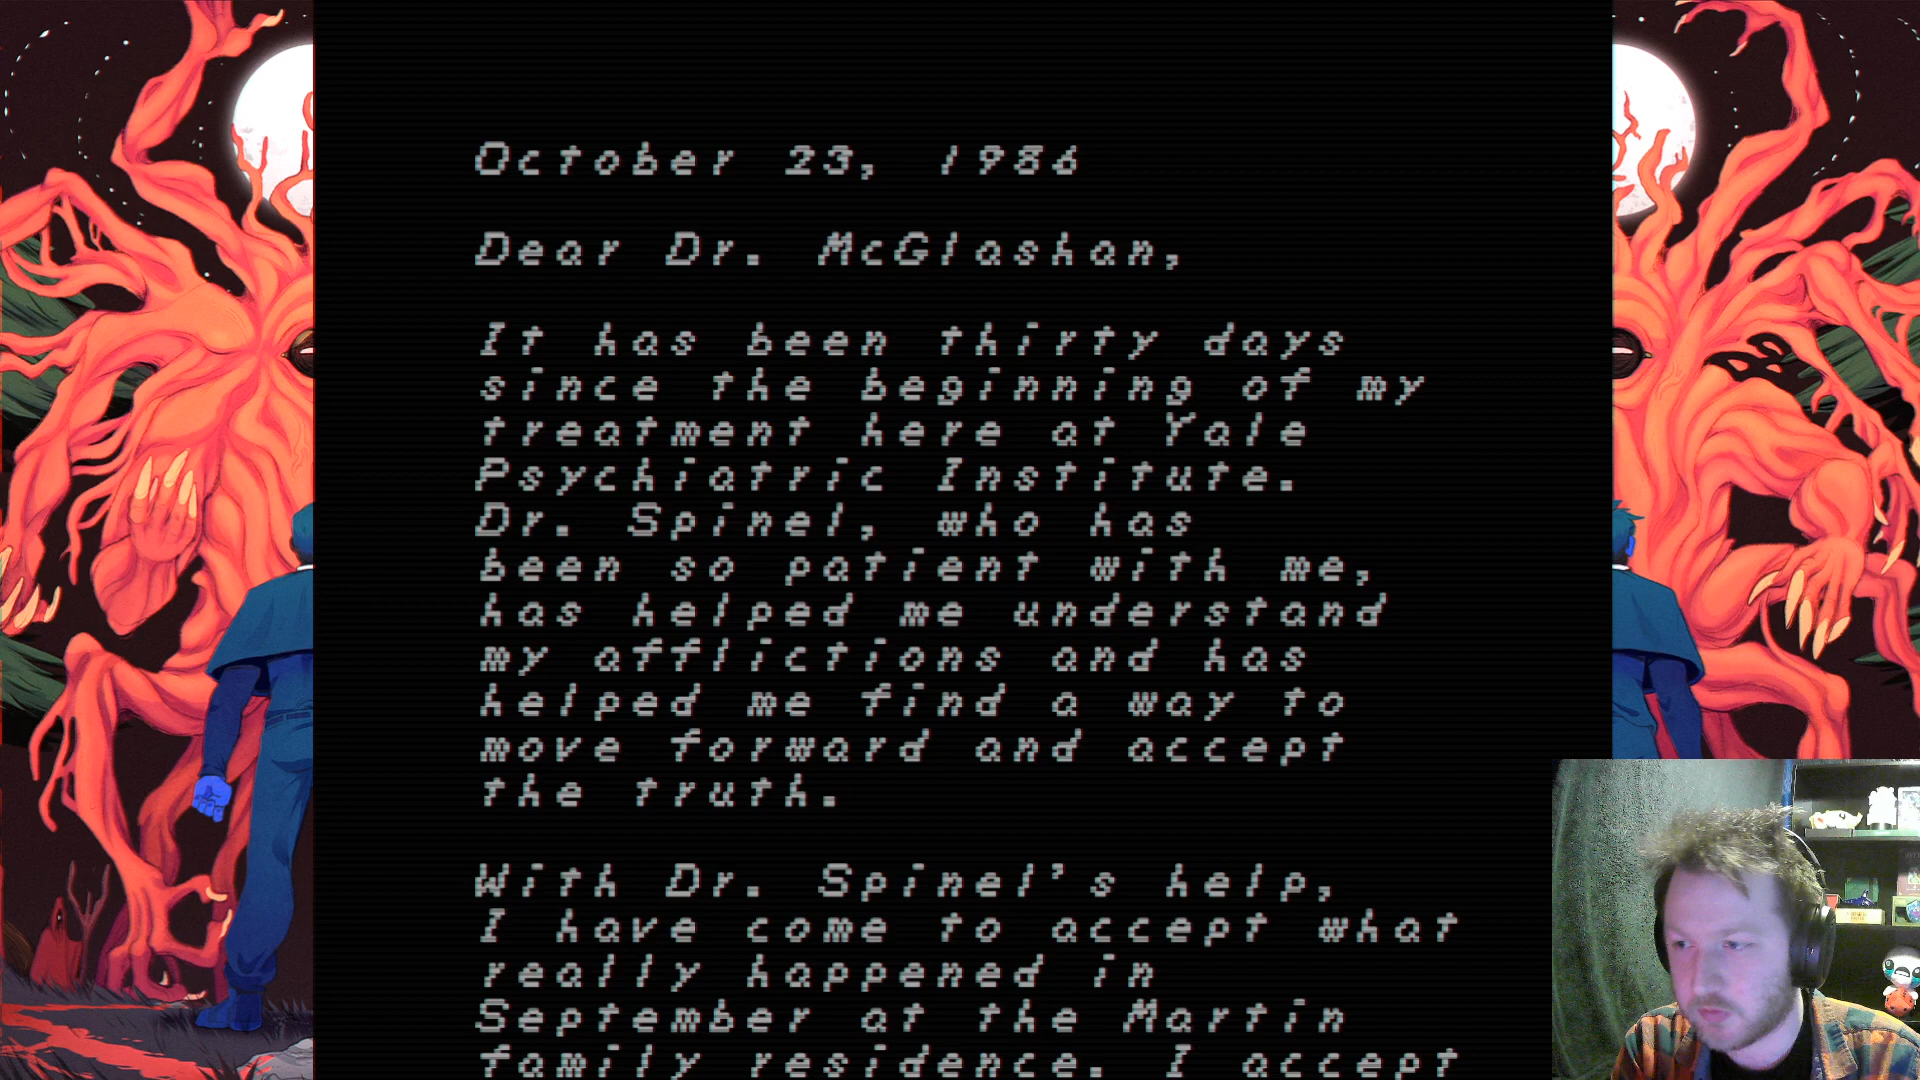 October 23, 1986
Dear Dr. McGlashan,
It has been thirty days
since the beginning of my
treatment here at Yale
Psychiatric Institute.
Dr. Spinel, who has
been so patient with me,
has helped me understand
my afflictions and has
helped me find a way to
move forward and accept
the truth.
With Dr. Spinel's help,
I have come to accept what
really happened in
September at the Martin
family residence. I accept